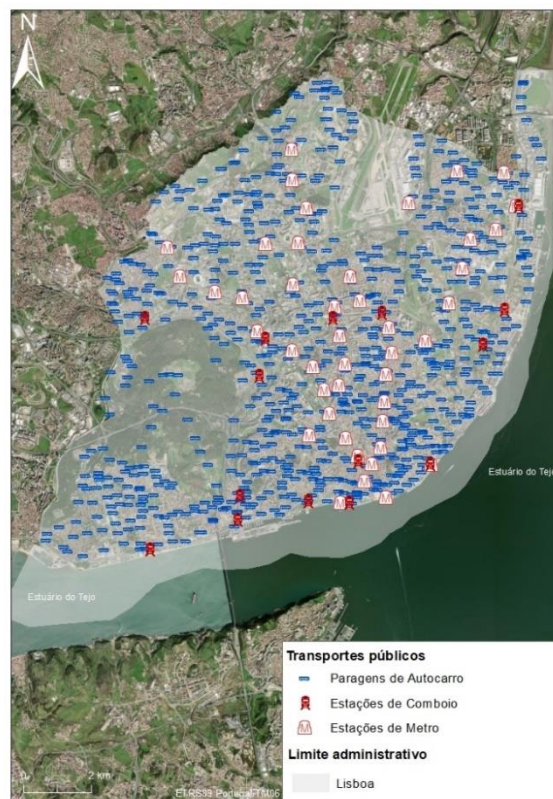 N
Estuário do Tejo
Estuário do Tejo
Transportes públicos
Paragens de Autocarro
Estações de Comboio
Estações de Metro
Limite administrativo
Lisboa
0 2 km
ETRS89 Portugal TM06